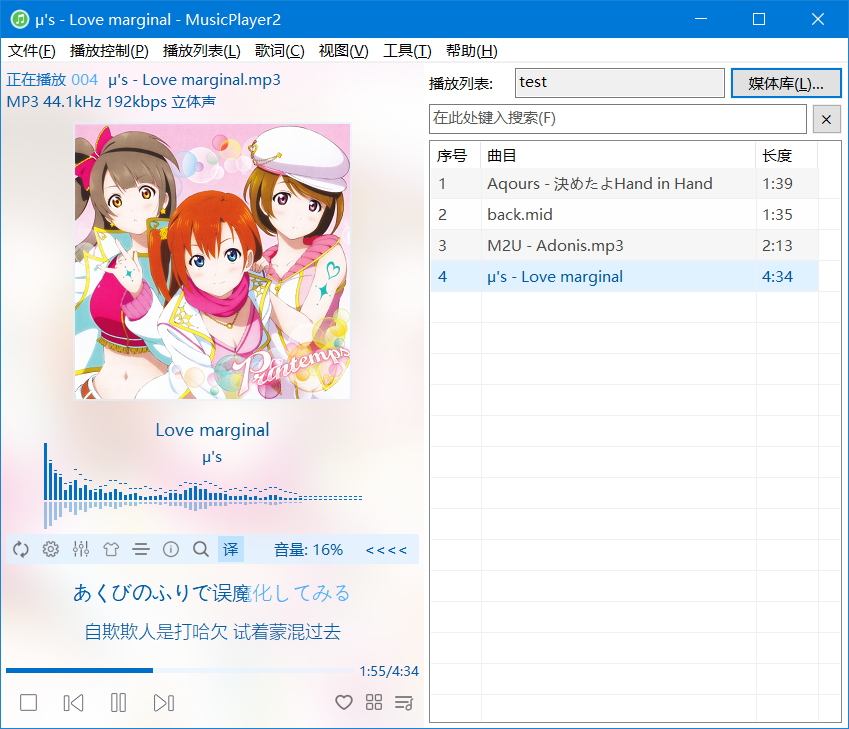 μ's - Love marginal - MusicPlayer2
文件(F) 播放控制(P) 播放列表(L) 歌词(C) 视图(V) 工具(T) 帮助(H)
正在播放 004 μ's - Love marginal.mp3
MP3 44.1kHz 192kbps 立体声
Printemps
Love marginal
μ's
译 音量: 16% <<<<
あくびのふりで误魔化してみる
自欺欺人是打哈欠 试着蒙混过去
1:55/4:34
播放列表: test 媒体库(L)...
在此处键入搜索(F)
序号 曲目 长度
1 Aqours - 決めたよHand in Hand 1:39
2 back.mid 1:35
3 M2U - Adonis.mp3 2:13
4 μ's - Love marginal 4:34